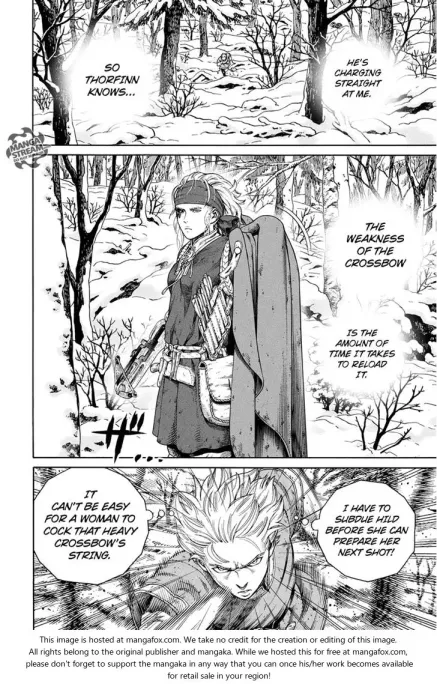 SO
THORFINN
KNOWS...
HE'S
CHARGING
STRAIGHT
AT ME.
MANGA
STREAM
THE
WEAKNESS
OF THE
CROSSBOW
IS THE
AMOUNT OF
TIME IT TAKES
TO RELOAD
IT.
IT
CAN'T BE EASY
FOR A WOMAN TO
COCK THAT HEAVY
CROSSBOW'S
STRING.
I HAVE TO
SUBDUE HILD
BEFORE SHE CAN
PREPARE HER
NEXT SHOT!
This image is hosted at mangafox.com. We take no credit for the creation or editing of this image.
All rights belong to the original publisher and mangaka. While we hosted this for free at mangafox.com,
please don't forget to support the mangaka in any way that you can once his/her work becomes available
for retail sale in your region!